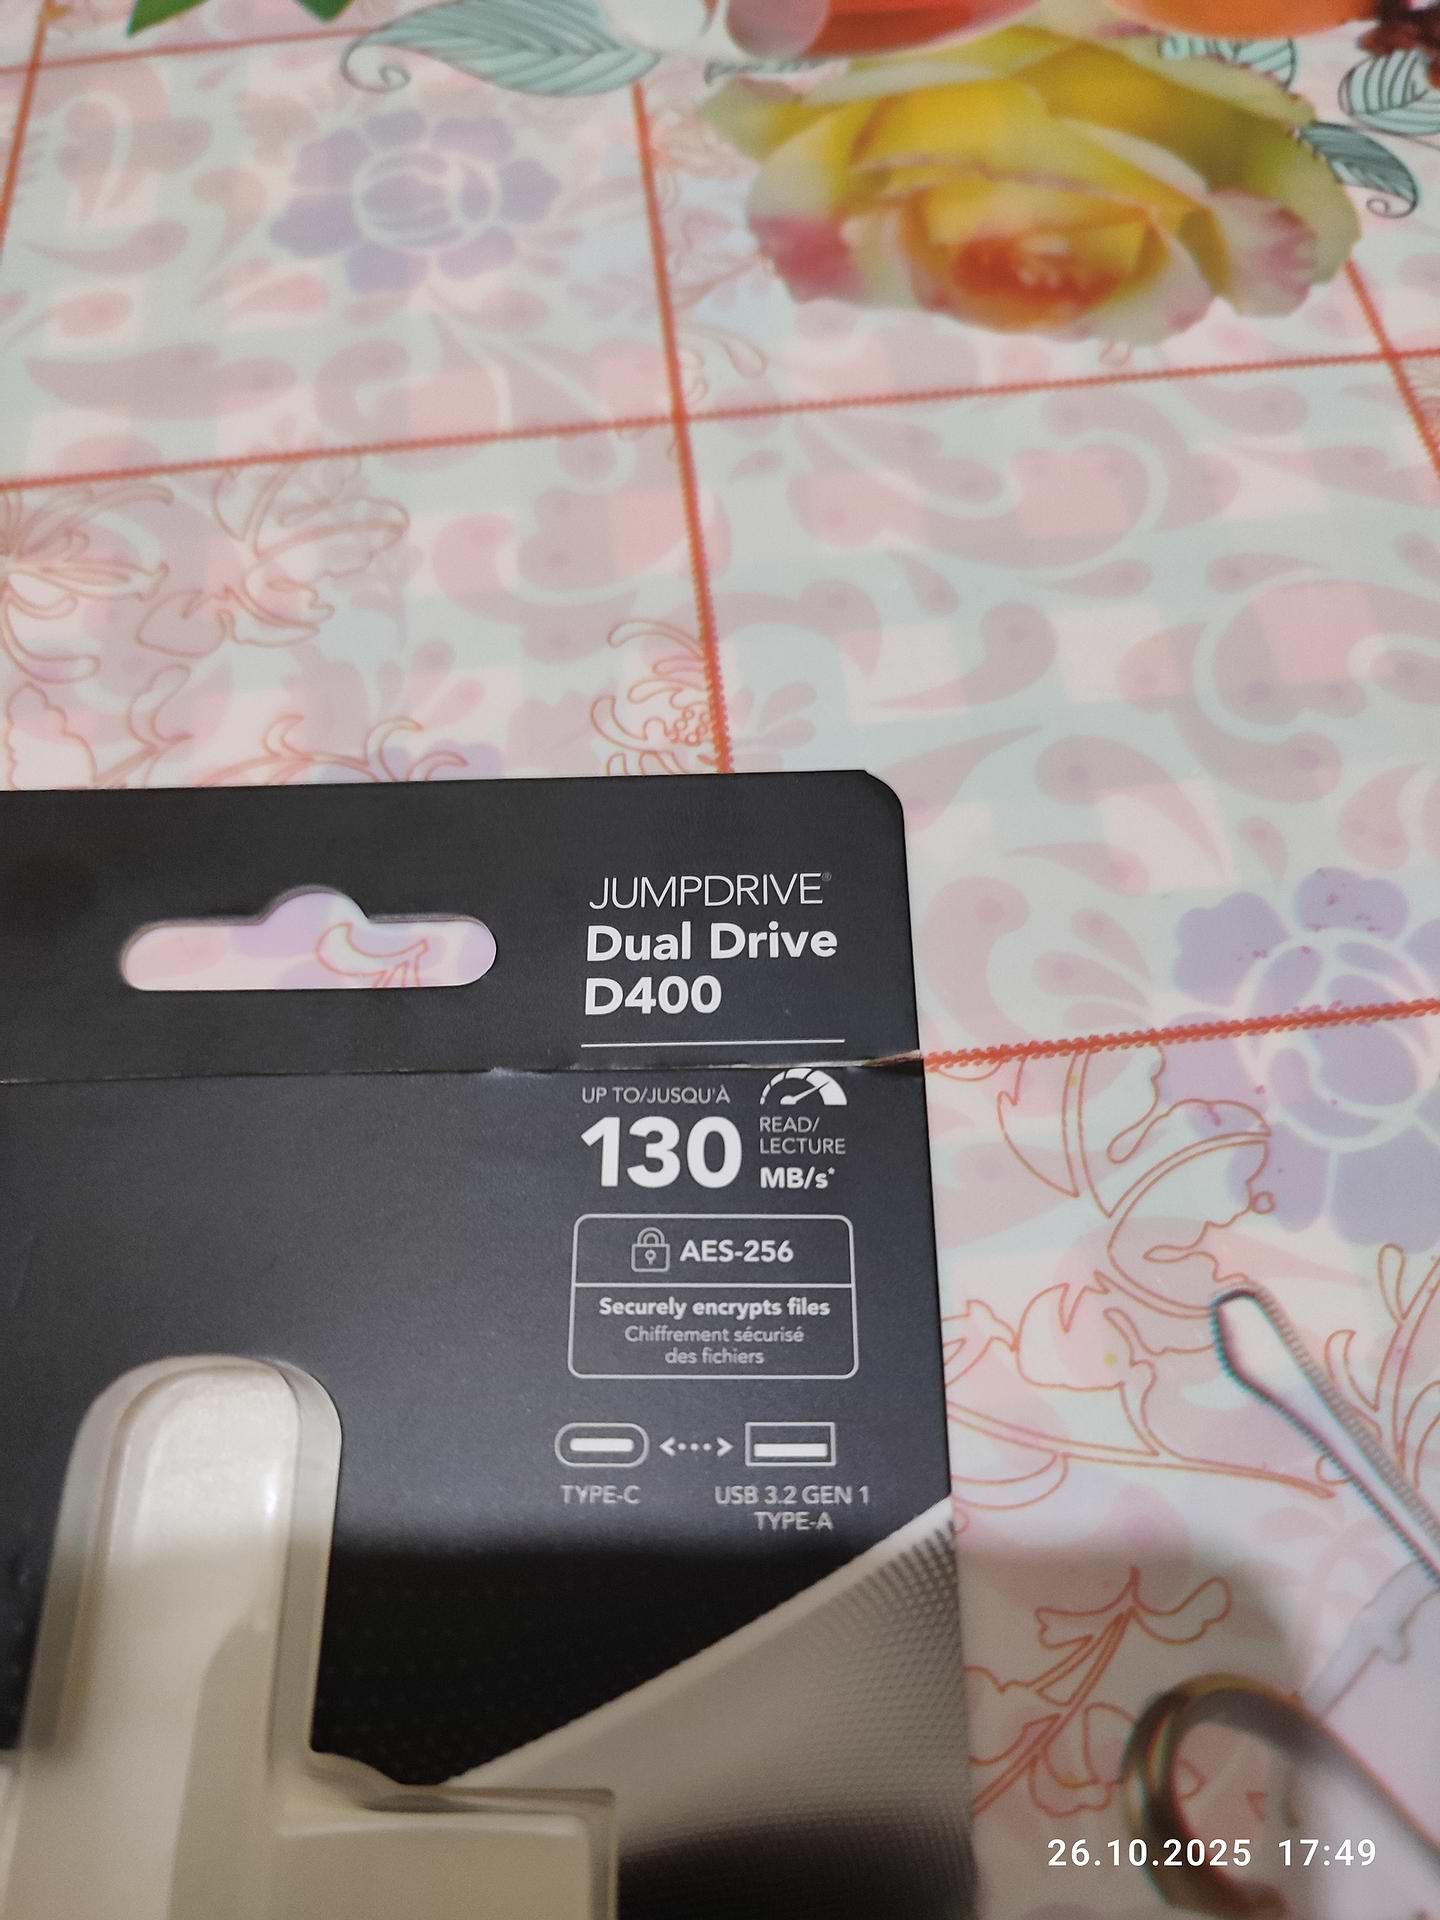 JUMPDRIVE®
Dual Drive
D400
UP TO/JUSQU'À
130
READ/
LECTURE
MB/s*
AES-256
Securely encrypts files
Chiffrement sécurisé
des fichiers
TYPE-C
USB 3.2 GEN 1
TYPE-A
26.10.2025 17:49